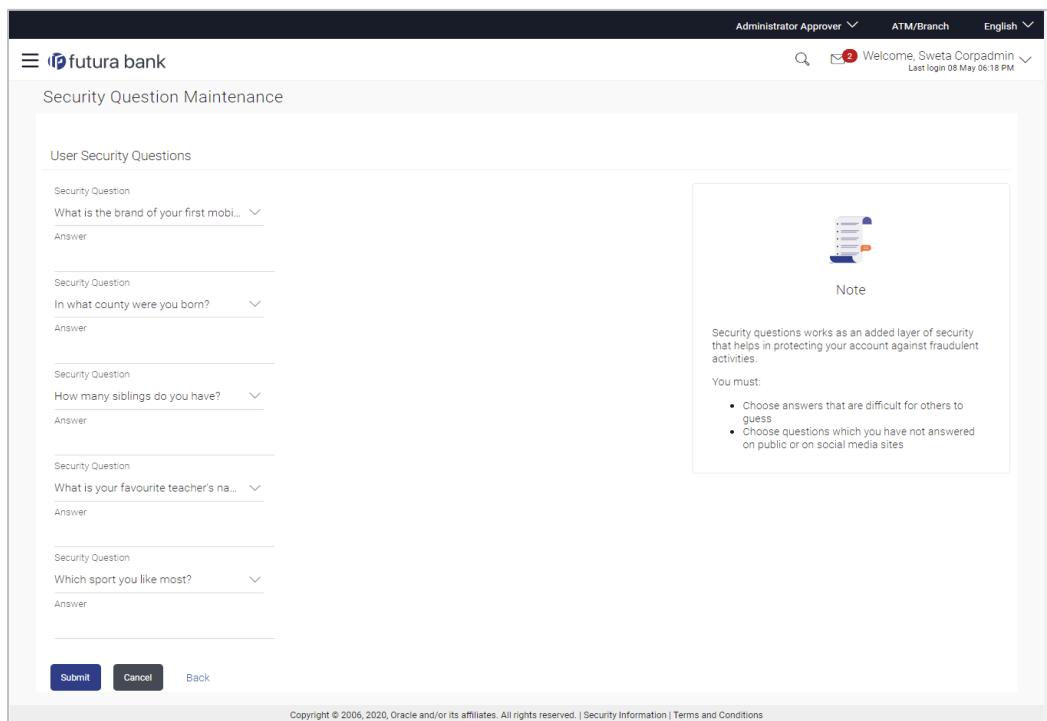 Administrator Approver ATM/Branch English
futura bank
2 Welcome, Sweta Corpadmin
Last login 08 May 06:18 PM
Security Question Maintenance
User Security Questions
Security Question
What is the brand of your first mobi...
Answer
Security Question
In what county were you born?
Answer
Security Question
How many siblings do you have?
Answer
Security Question
What is your favourite teacher's na...
Answer
Security Question
Which sport you like most?
Answer
Note
Security questions works as an added layer of security
that helps in protecting your account against fraudulent
activities.
You must:
• Choose answers that are difficult for others to
guess
• Choose questions which you have not answered
on public or on social media sites
Submit Cancel Back
Copyright © 2006, 2020, Oracle and/or its affiliates. All rights reserved. | Security Information | Terms and Conditions